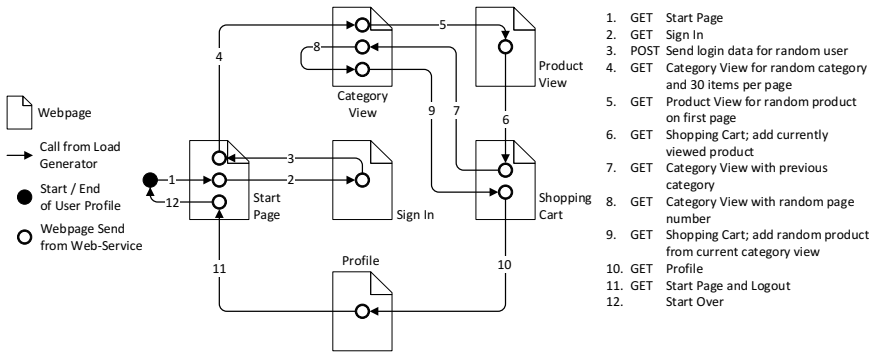 Webpage
Call from Load
Generator
Start / End
of User Profile
Webpage Send
from Web-Service
4
8
5
Category
View
Product
View
7
9
6
1
2
3
12
Start
Page
Sign In
Shopping
Cart
Profile
11
10
1. GET Start Page
2. GET Sign In
3. POST Send login data for random user
4. GET Category View for random category
and 30 items per page
5. GET Product View for random product
on first page
6. GET Shopping Cart; add currently
viewed product
7. GET Category View with previous
category
8. GET Category View with random page
number
9. GET Shopping Cart; add random product
from current category view
10. GET Profile
11. GET Start Page and Logout
12. Start Over